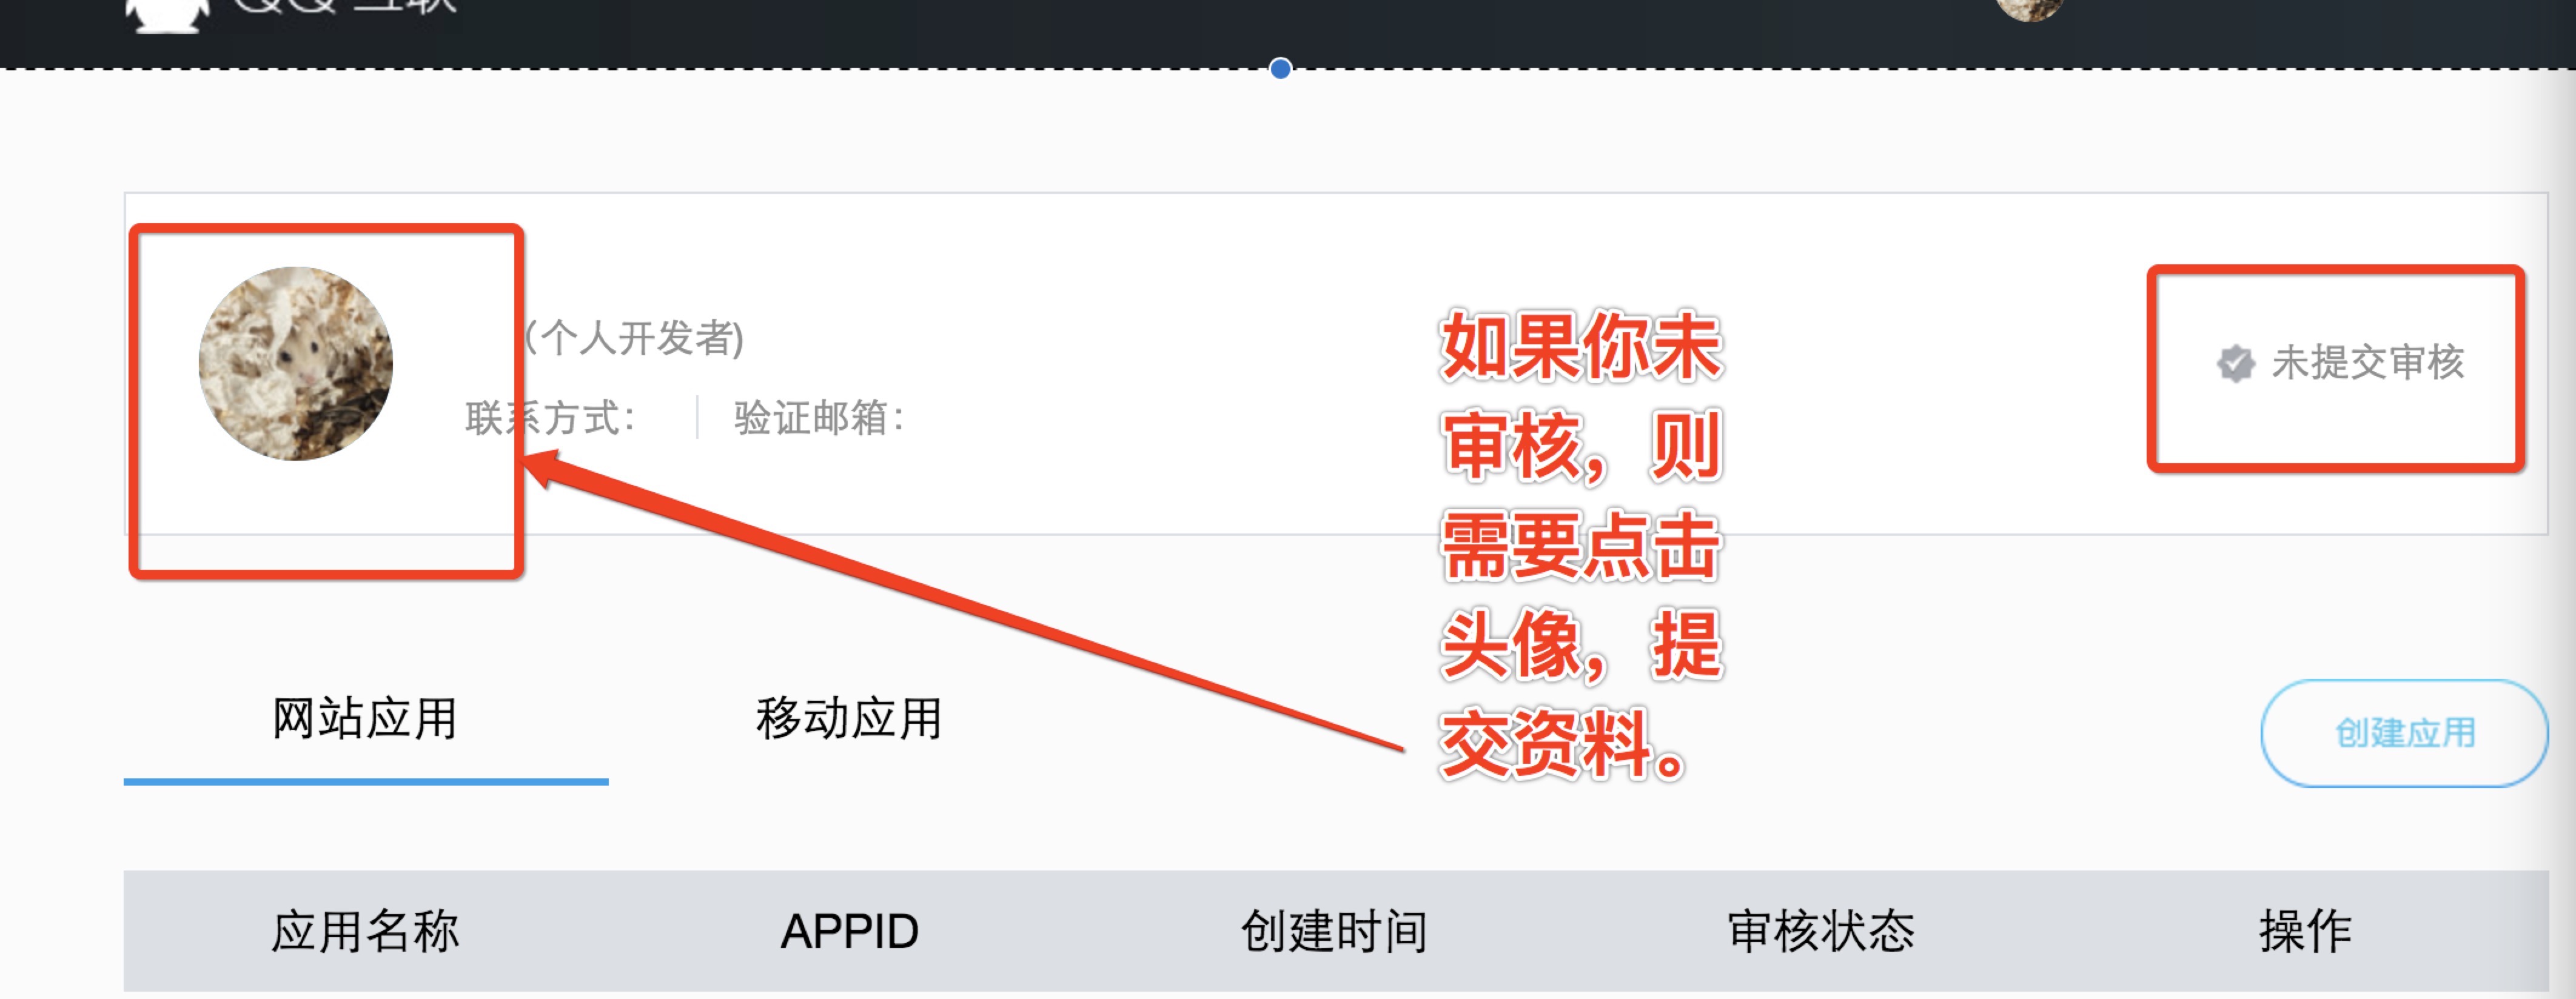 QQ互联
(个人开发者)
联系方式： 验证邮箱：
未提交审核
如果你未
审核，则
需要点击
头像，提
交资料。
网站应用 移动应用
创建应用
应用名称 APPID 创建时间 审核状态 操作